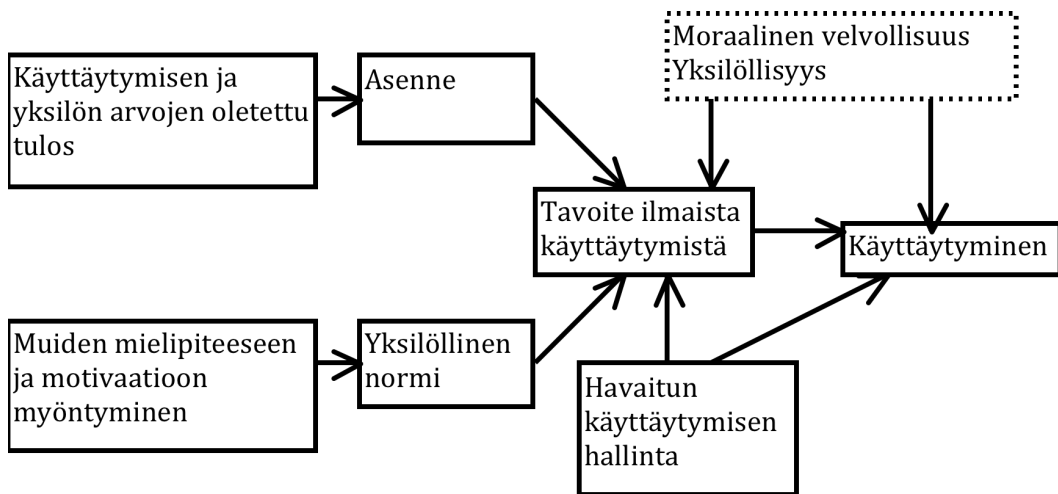 Käyttäytymisen ja
yksilön arvojen oletettu
tulos
Asenne
Moraalinen velvollisuus
Yksilöllisyys
Tavoite ilmaista
käyttäytymistä
Käyttäytyminen
Muiden mielipiteeseen
ja motivaatioon
myöntyminen
Yksilöllinen
normi
Havaitun
käyttäytymisen
hallinta